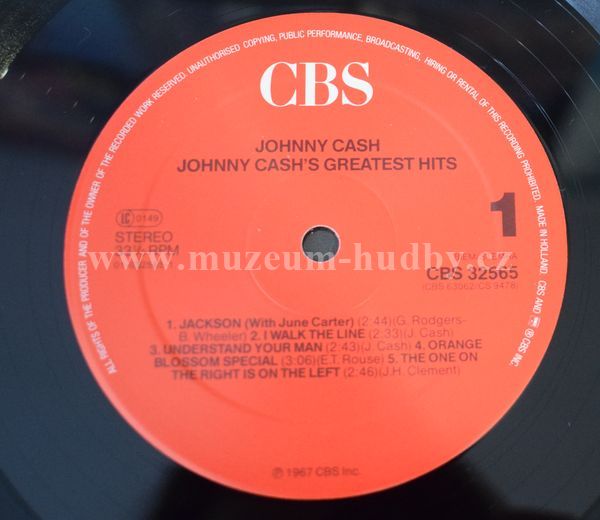 ALL RIGHTS OF THE PRODUCER AND OF THE OWNER OF THE RECORDED WORK RESERVED. UNAUTHORISED COPYING, PUBLIC PERFORMANCE, BROADCASTING, HIRING OR RENTAL OF THIS RECORDING PROHIBITED. MADE IN HOLLAND. CBS AND ARE TRADEMARKS OF CBS INC.
CBS
JOHNNY CASH
JOHNNY CASH'S GREATEST HITS
1
LC 0149
STEREO
33⅓ RPM
www.muzeum-hudby.cz
CBS 32565
(CBS 63062/CS 9478)
1. JACKSON (With June Carter) (2:44)(G. Rodgers-
B. Wheeler) 2. I WALK THE LINE (2:33)(J. Cash)
3. UNDERSTAND YOUR MAN (2:43)(J. Cash) 4. ORANGE
BLOSSOM SPECIAL (3:06)(E.T. Rouse) 5. THE ONE ON
THE RIGHT IS ON THE LEFT (2:46)(J.H. Clement)
℗ 1967 CBS Inc.